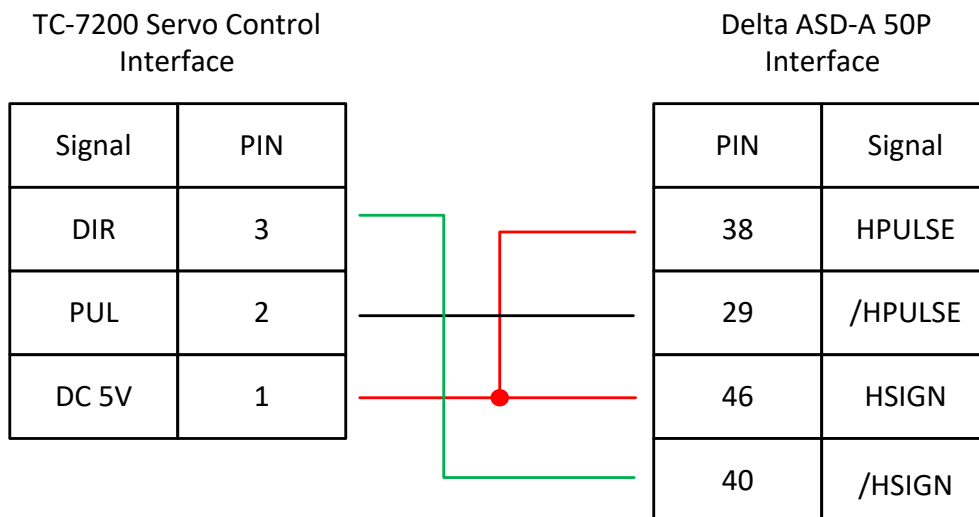 TC-7200 Servo Control
Interface
Delta ASD-A 50P
Interface
Signal PIN
DIR 3
PUL 2
DC 5V 1
PIN Signal
38 HPULSE
29 /HPULSE
46 HSIGN
40 /HSIGN